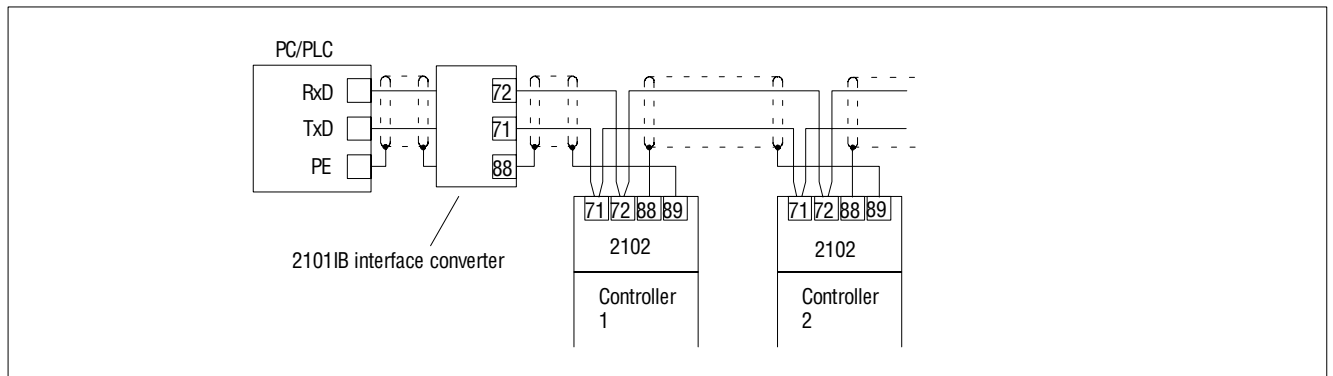 PC/PLC
RxD
72
TxD
71
PE
88
71 72 88 89
71 72 88 89
2102
2102
2101IB interface converter
Controller
1
Controller
2